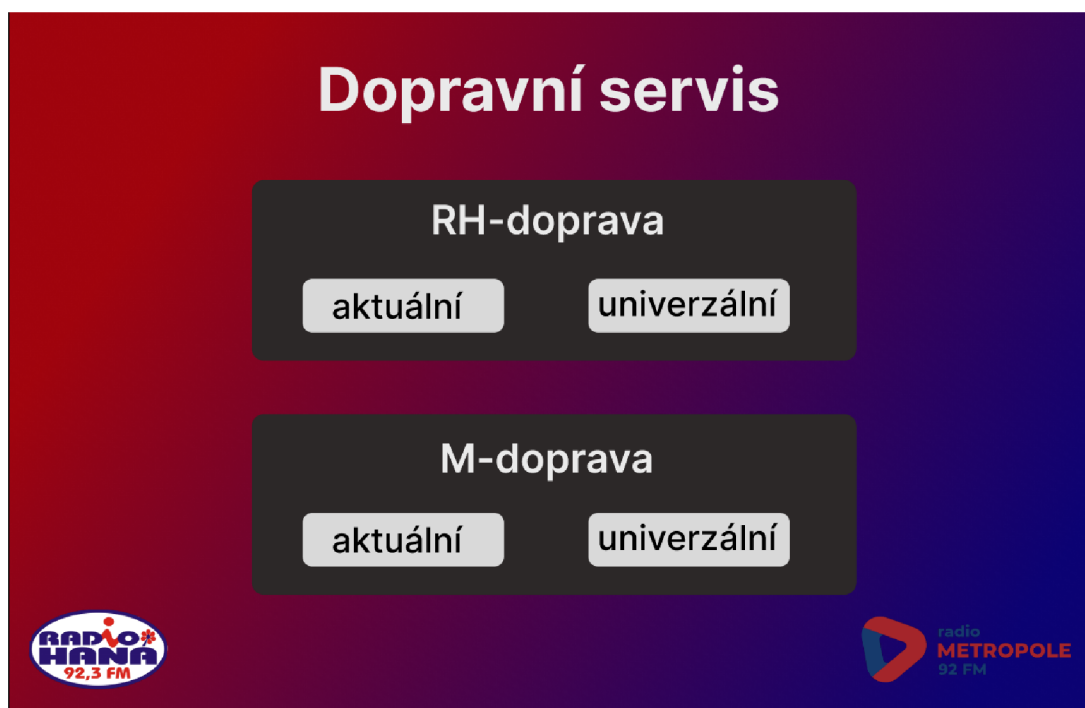 Dopravní servis
RH-doprava
aktuální univerzální
M-doprava
aktuální univerzální
RADIO
HANÁ
92,3 FM
radio
METROPOLE
92 FM